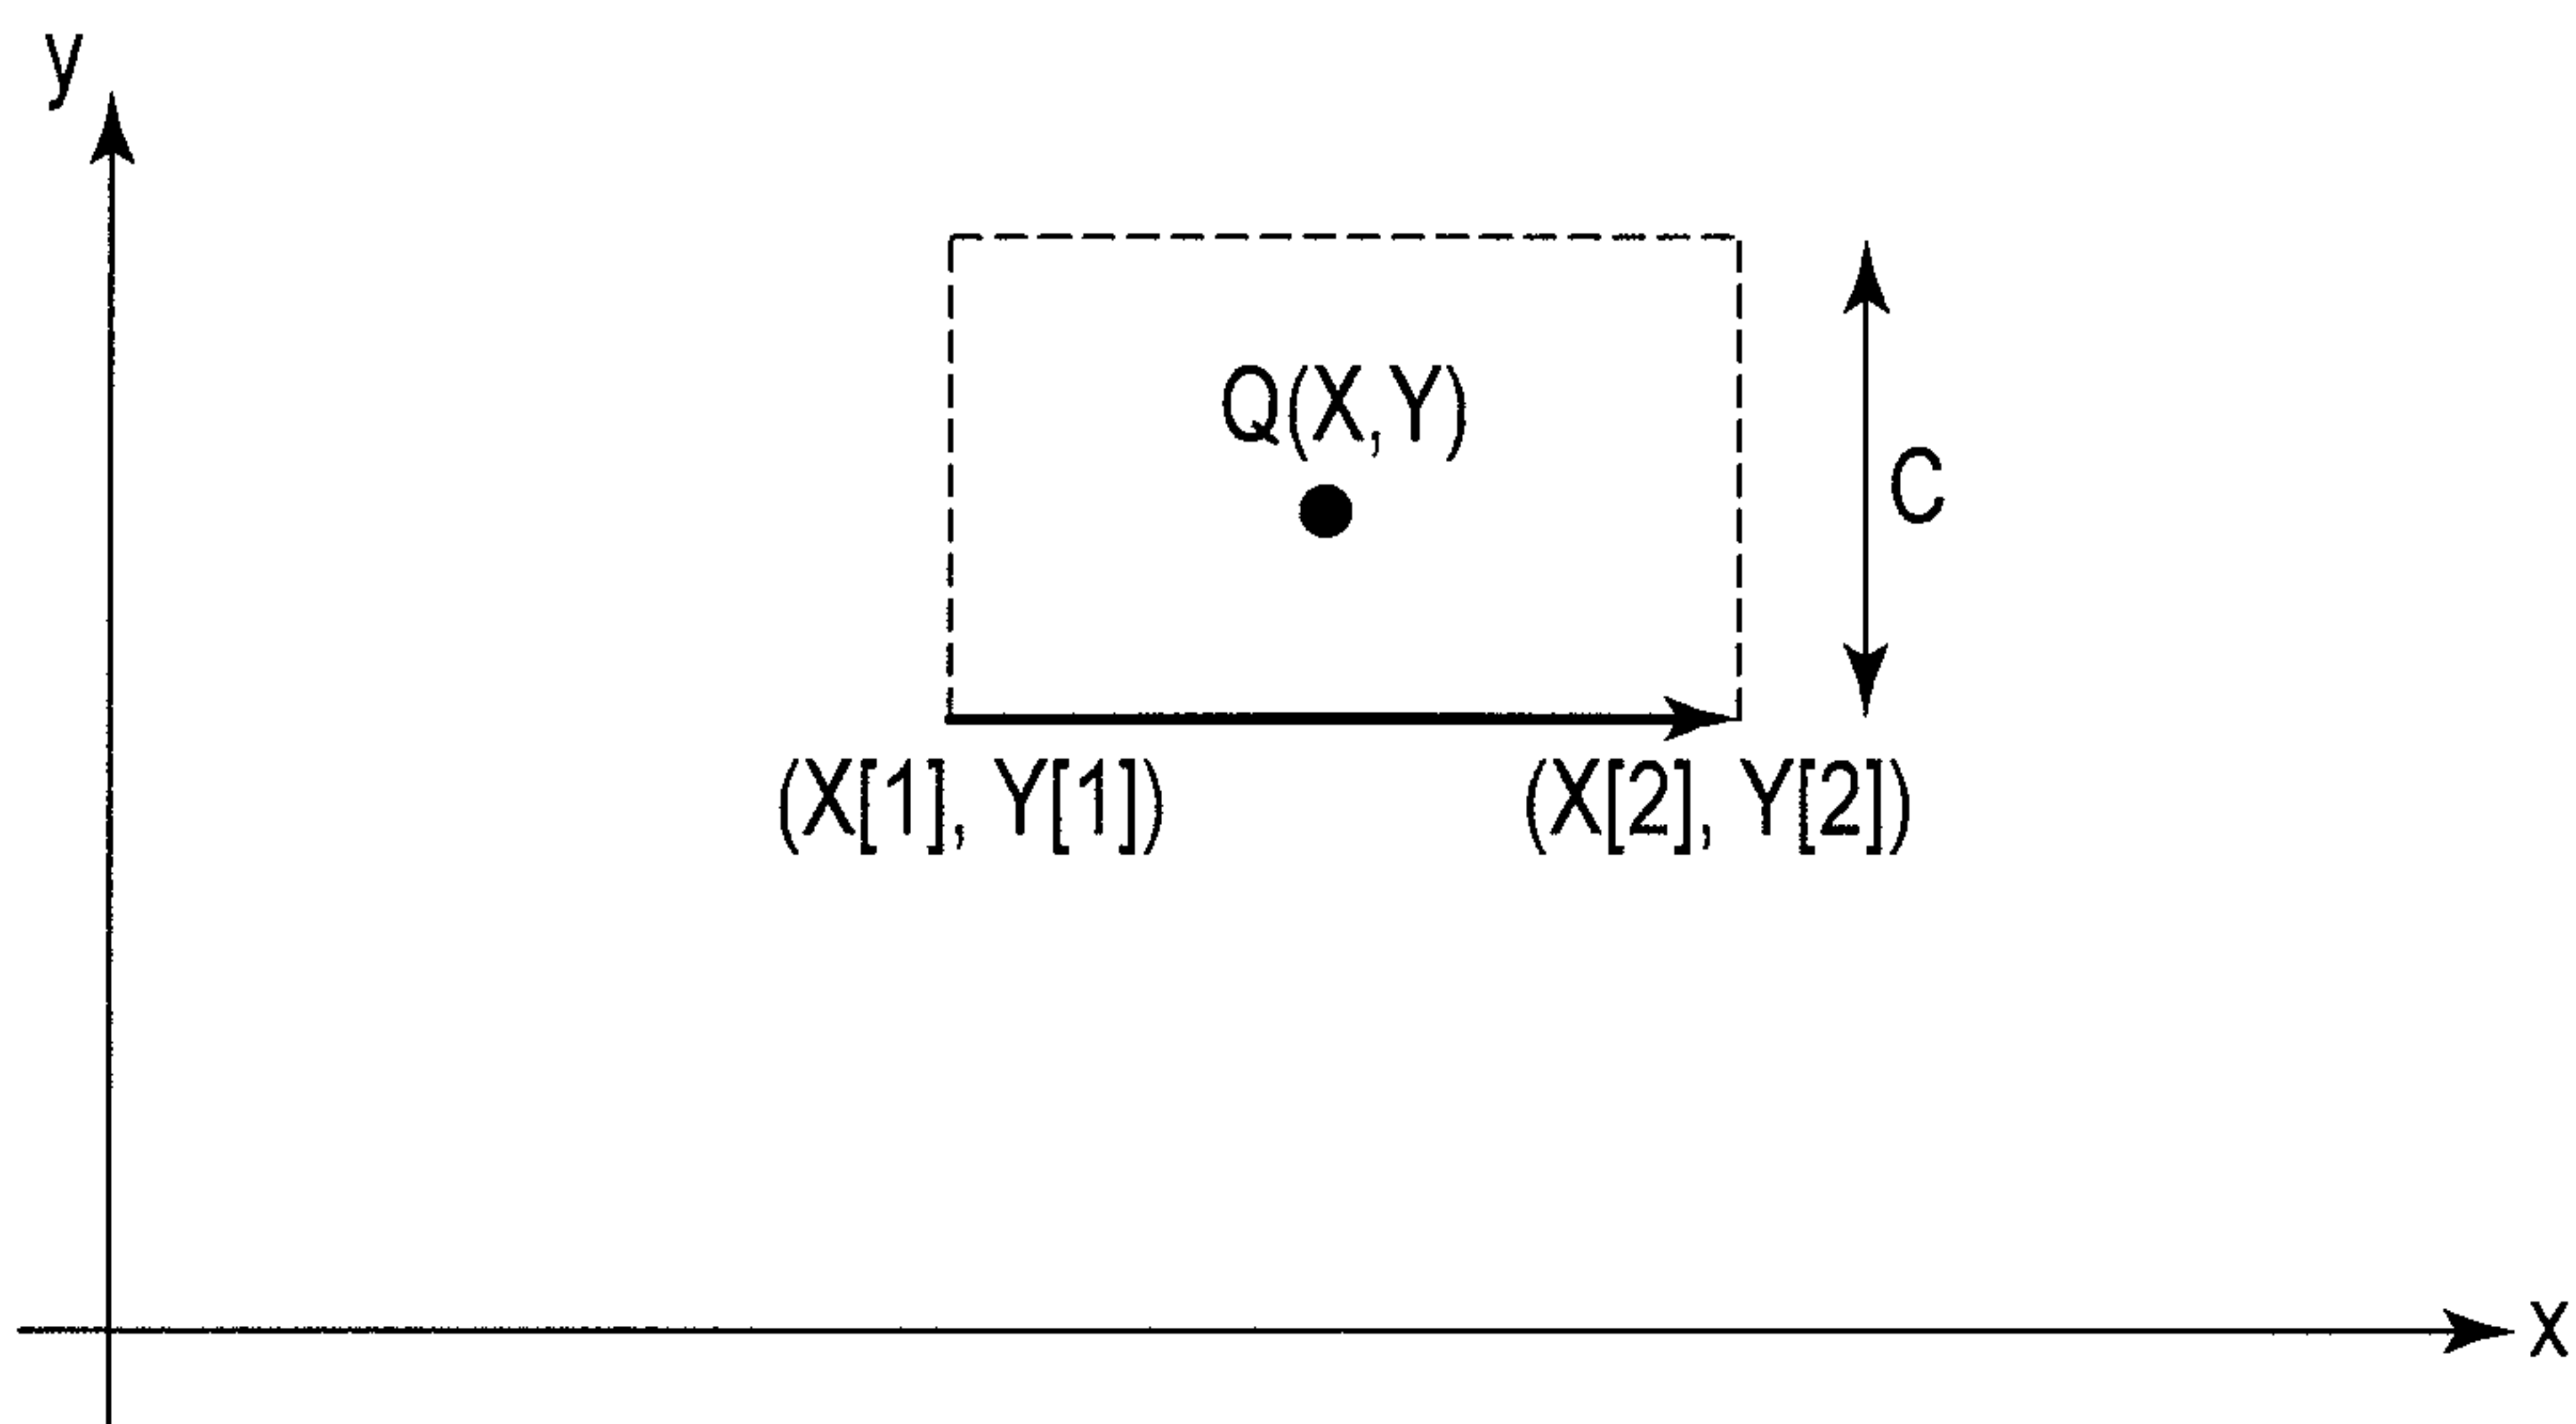 y
Q(X,Y)
C
(X[1], Y[1])
(X[2], Y[2])
x